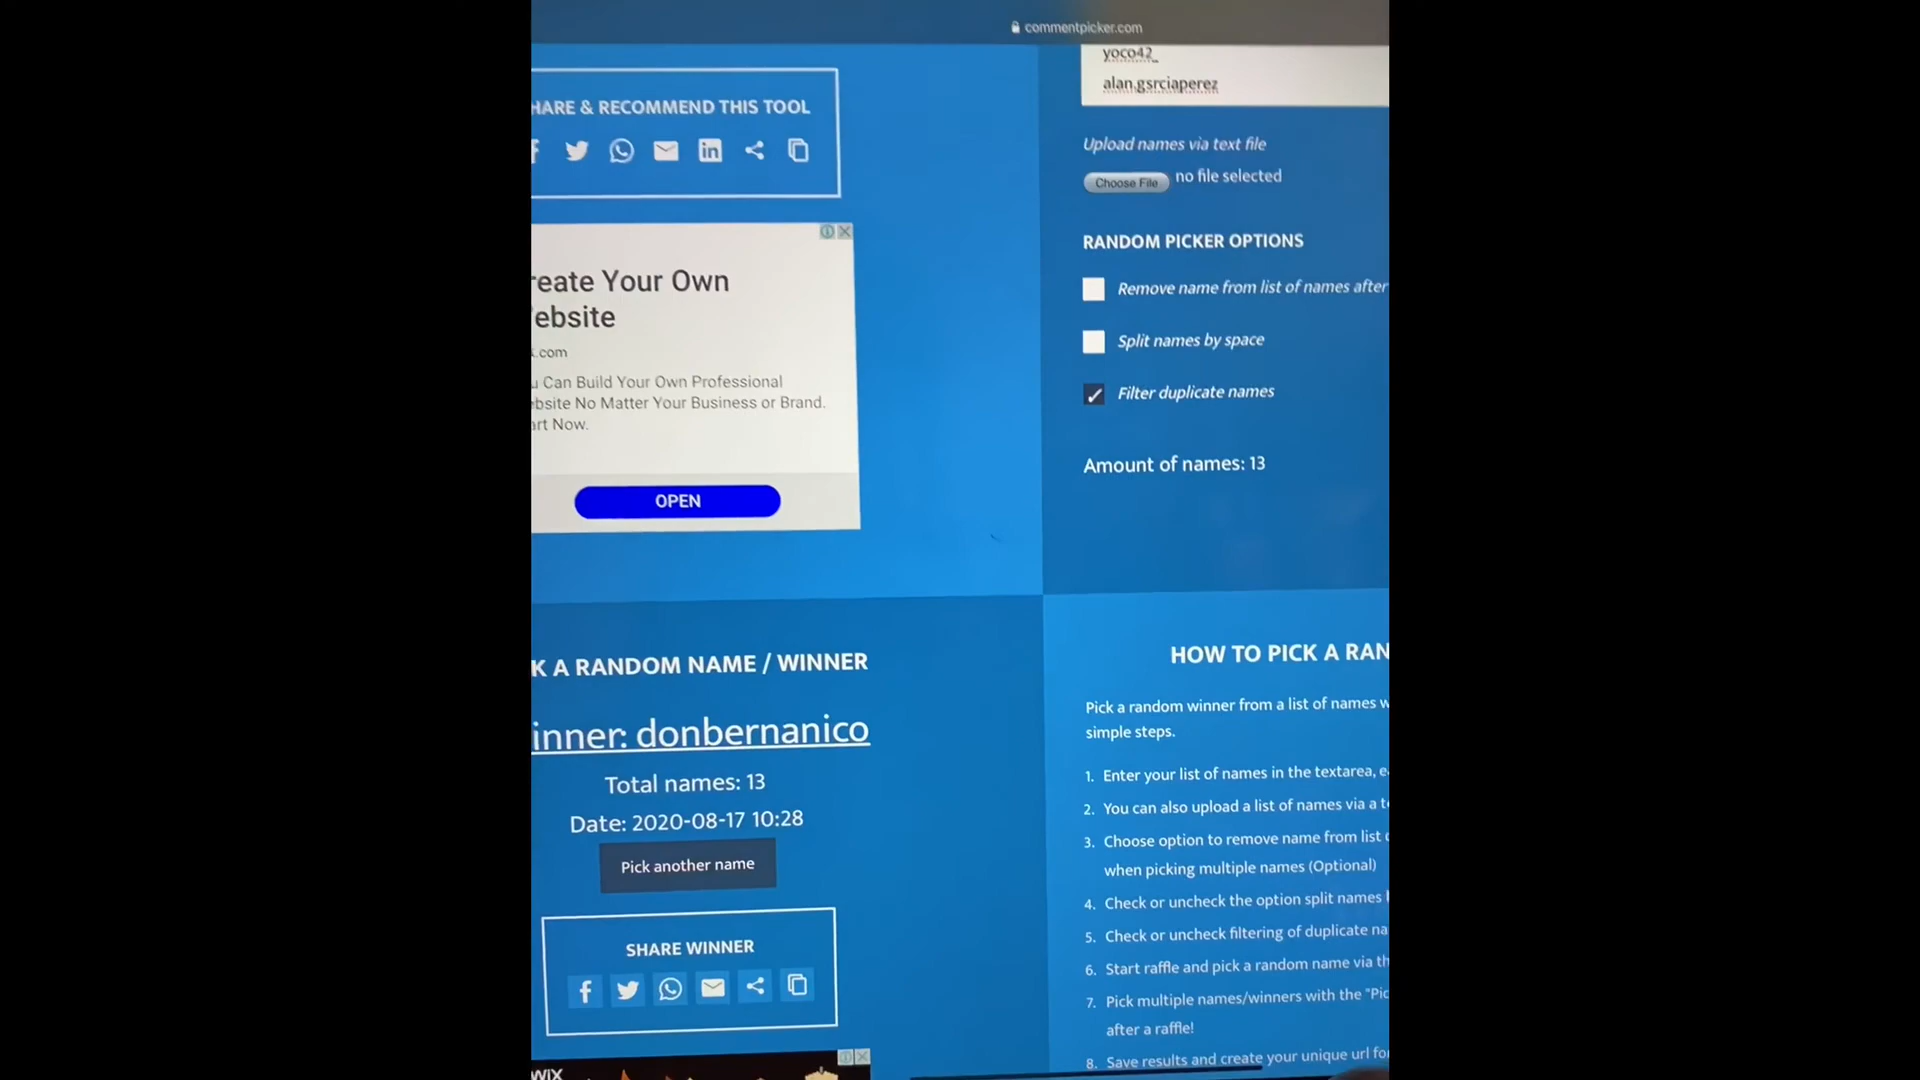 commentpicker.com
HARE & RECOMMEND THIS TOOL
reate Your Own
ebsite
.com
u Can Build Your Own Professional
bsite No Matter Your Business or Brand.
art Now.
OPEN
yoco42_
alan.gsrciaperez
Upload names via text file
Choose File no file selected
RANDOM PICKER OPTIONS
Remove name from list of names after
Split names by space
Filter duplicate names
Amount of names: 13
K A RANDOM NAME / WINNER
inner: donbernanico
Total names: 13
Date: 2020-08-17 10:28
Pick another name
SHARE WINNER
WIX
HOW TO PICK A RAN
Pick a random winner from a list of names w
simple steps.
1. Enter your list of names in the textarea, e
2. You can also upload a list of names via a t
3. Choose option to remove name from list
when picking multiple names (Optional)
4. Check or uncheck the option split names
5. Check or uncheck filtering of duplicate na
6. Start raffle and pick a random name via th
7. Pick multiple names/winners with the "Pic
after a raffle!
8. Save results and create your unique url fo